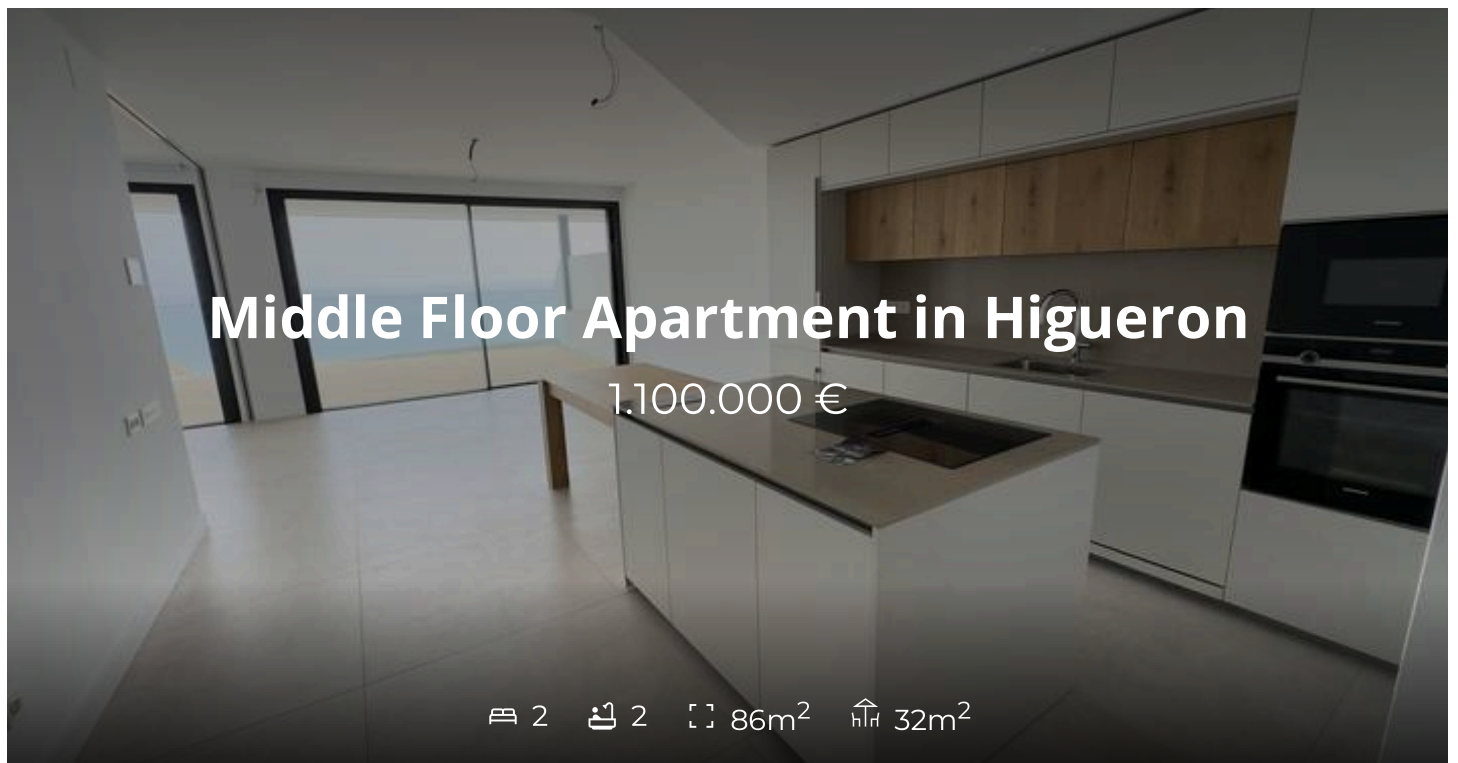 Middle Floor Apartment in Higueron
1.100.000 €
2 2 86m² 32m²